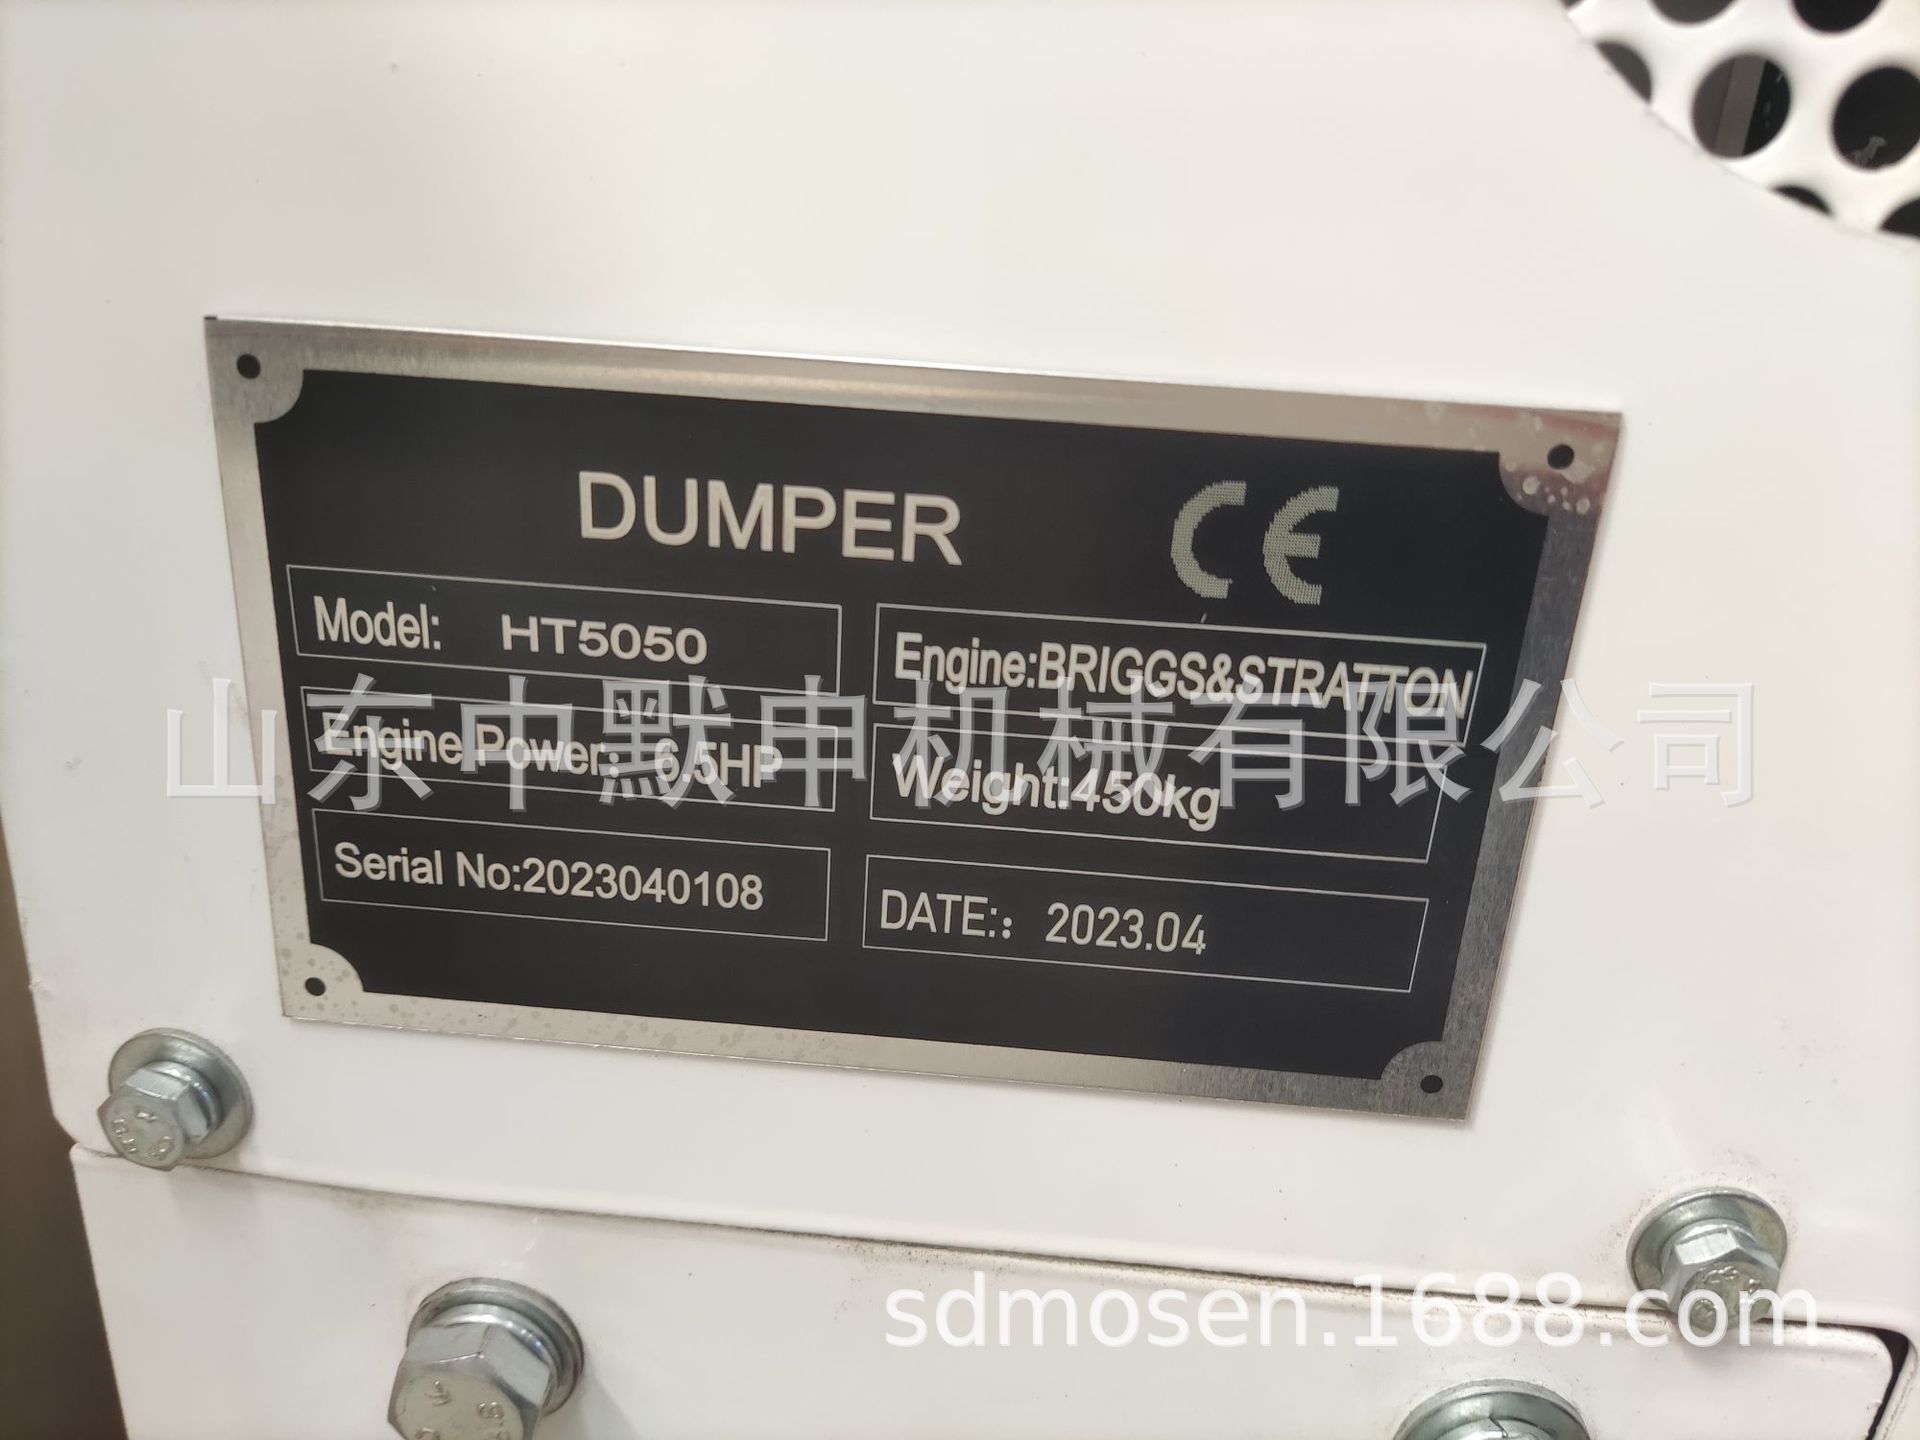 DUMPER CE
Model: HT5050
Engine:BRIGGS&STRATTON
山东中默申机械有限公司
Engine Power: 6.5HP
Weight:450kg
Serial No:2023040108
DATE:: 2023.04
sdmosen.1688.com